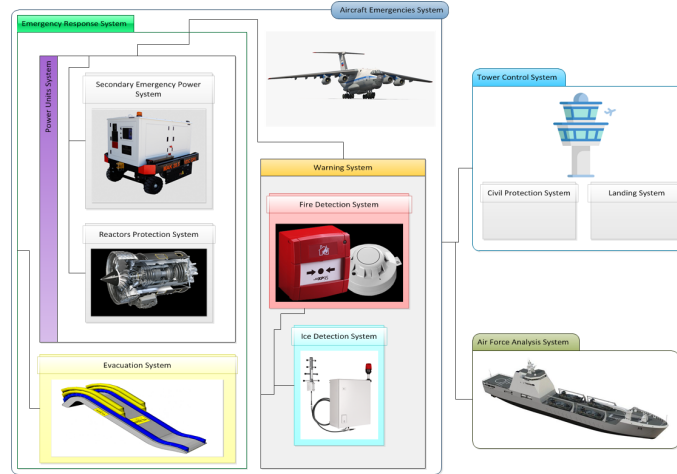 Aircraft Emergencies System
Emergency Response System
Power Units System
Secondary Emergency Power
System
Reactors Protection System
Evacuation System
Warning System
Fire Detection System
Ice Detection System
Tower Control System
Civil Protection System
Landing System
Air Force Analysis System